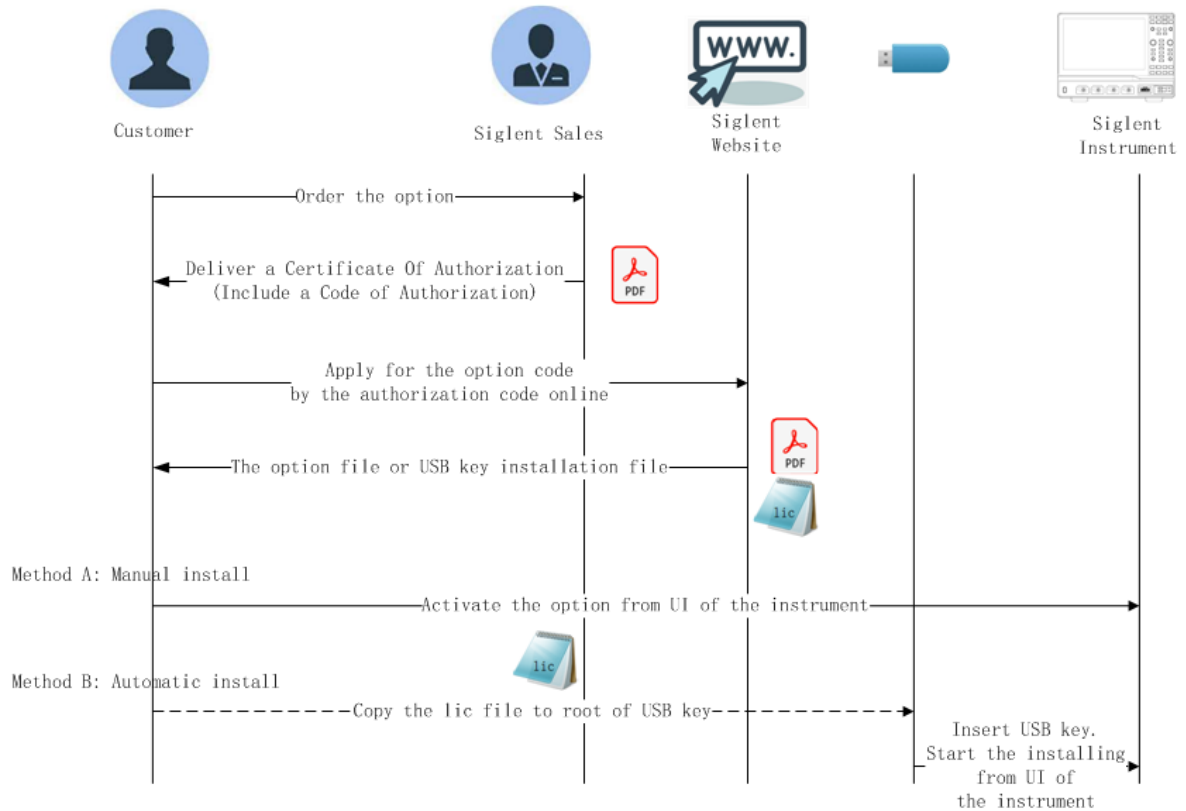 WWW.
Customer
Siglent Sales
Siglent
Website
Siglent
Instrument
Order the option
Deliver a Certificate Of Authorization
(Include a Code of Authorization)
PDF
Apply for the option code
by the authorization code online
The option file or USB key installation file
PDF
lic
Method A: Manual install
Activate the option from UI of the instrument
lic
Method B: Automatic install
Copy the lic file to root of USB key
Insert USB key.
Start the installing
from UI of
the instrument